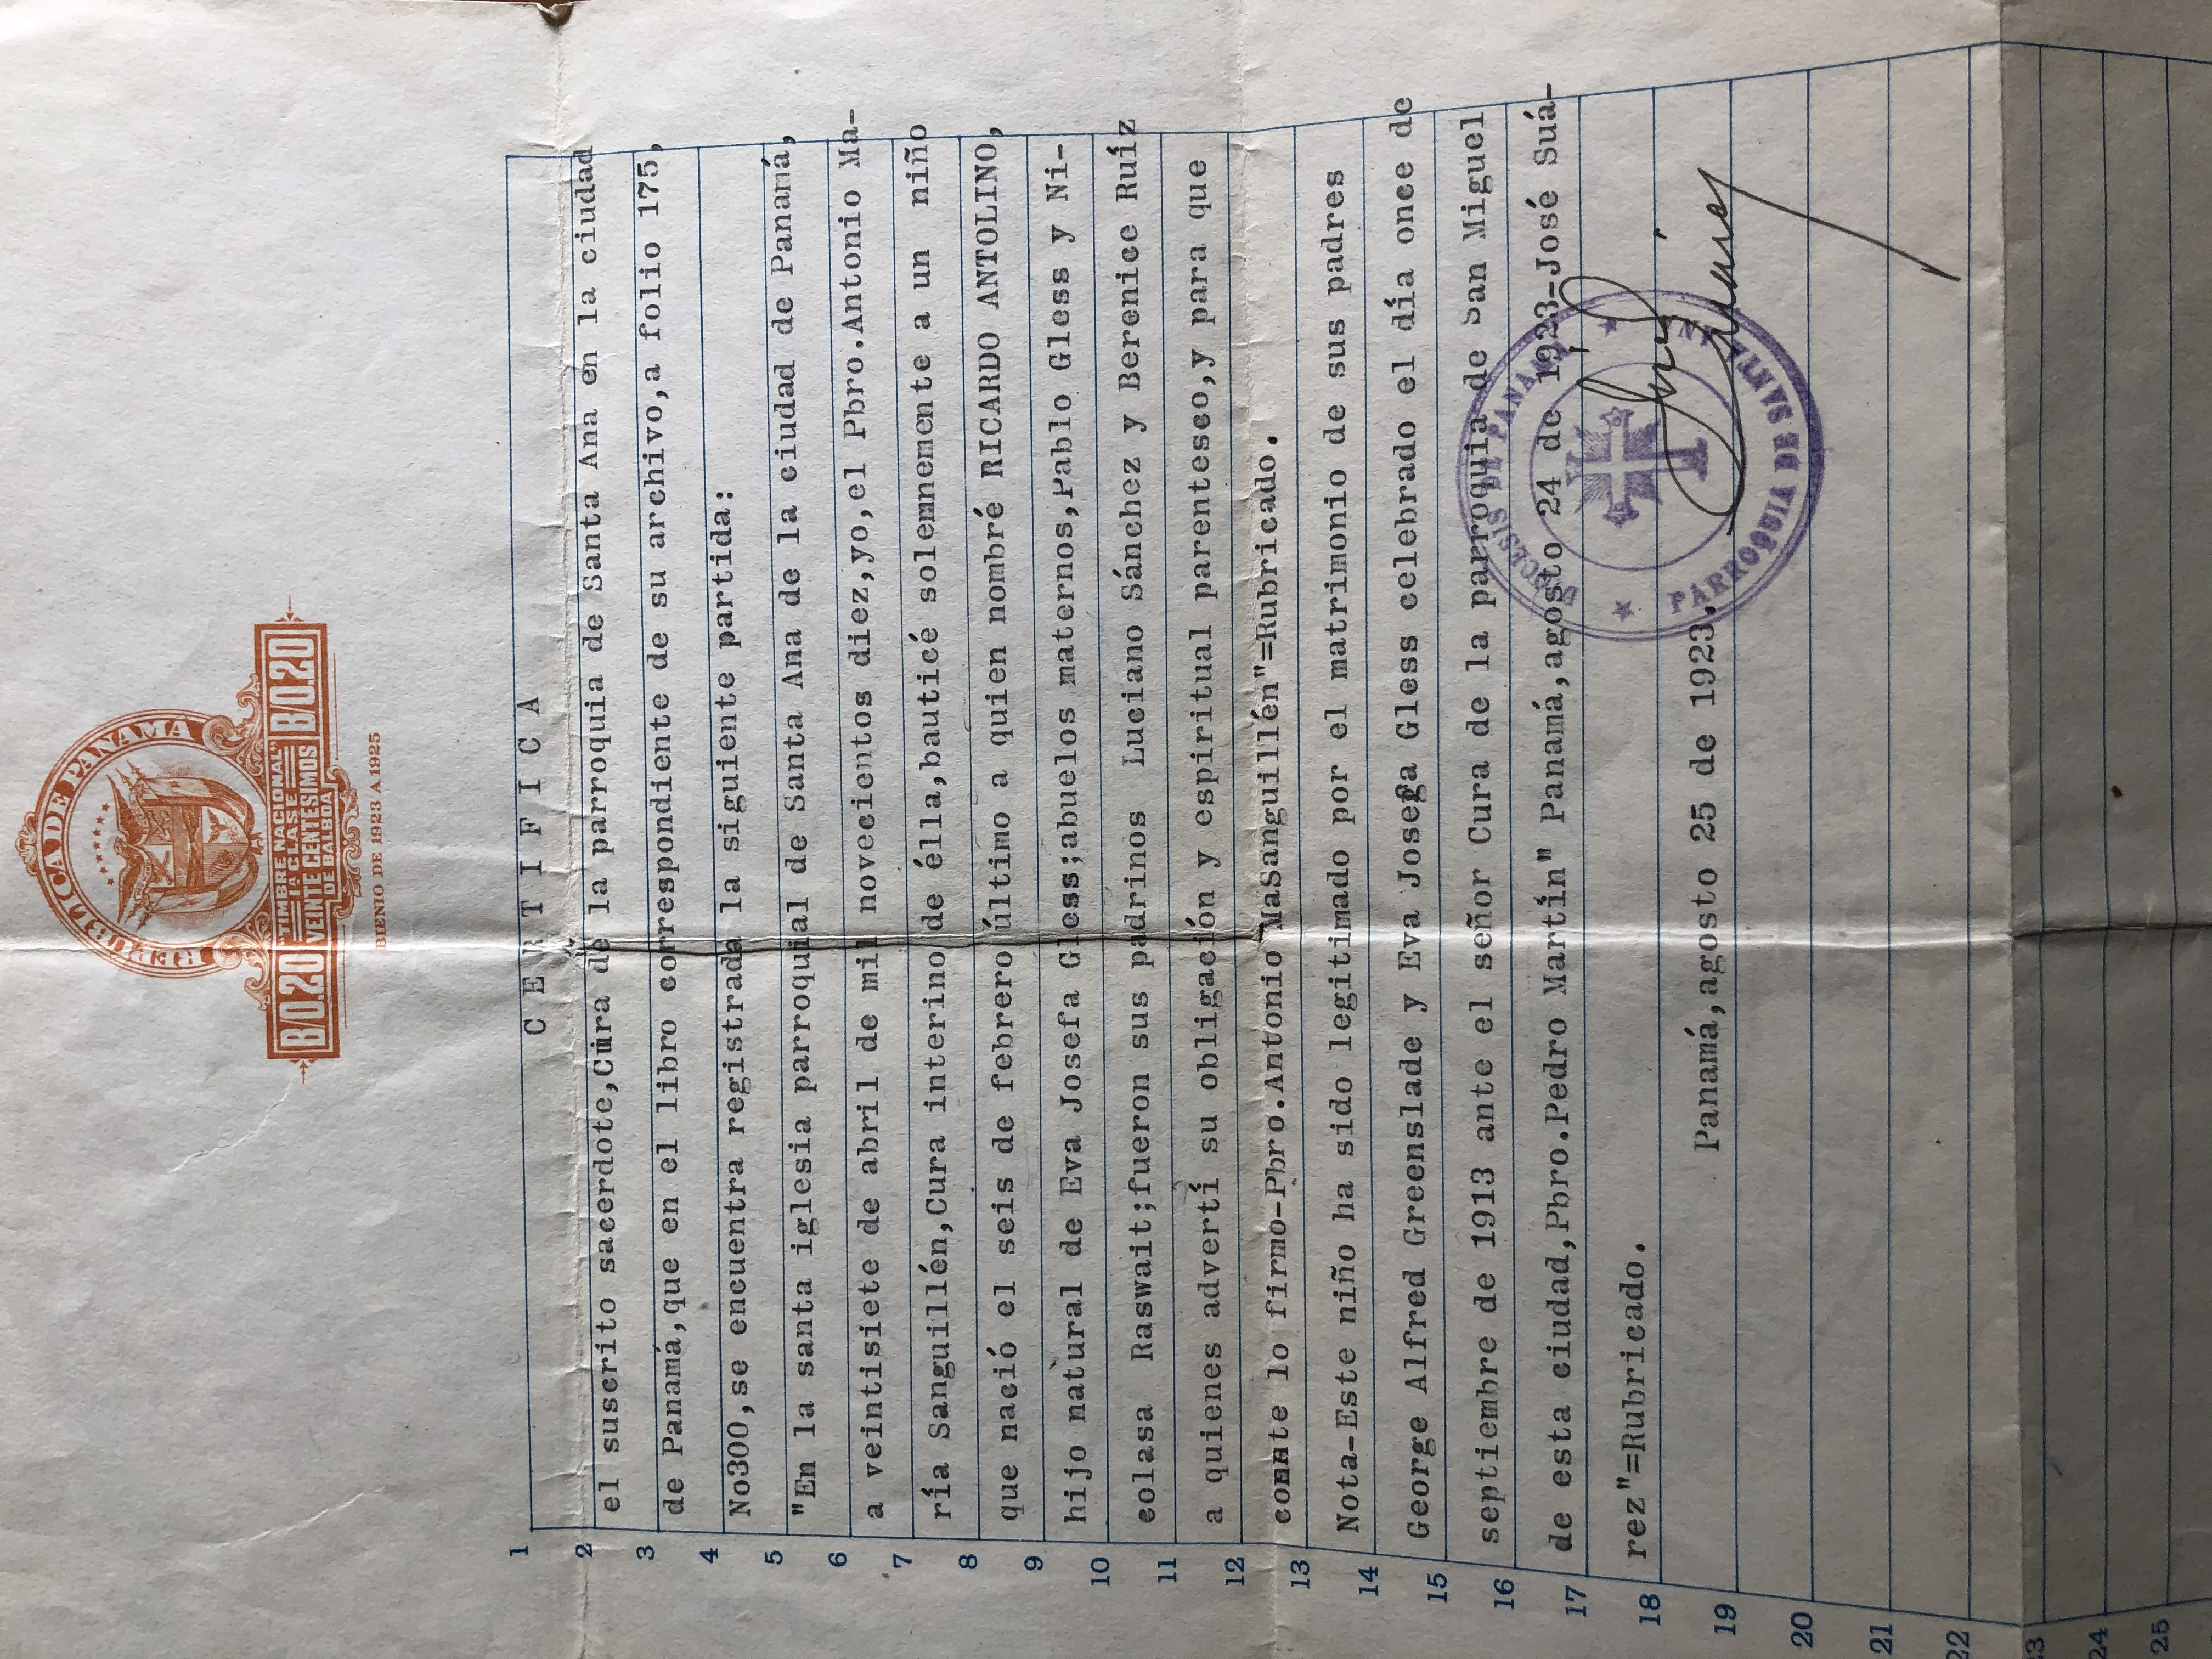 REPÚBLICA DE PANAMA
B/0.20 "TIMBRE NACIONAL" B/0.20
1ª CLASE
VEINTE CENTESIMOS
DE BALBOA
BIENIO DE 1923 A 1925
1 CERTIFICA
2 el suscrito sacerdote,Cura de la parroquia de Santa Ana en la ciudad
3 de Panamá,que en el libro correspondiente de su archivo,a folio 175,
4 No300,se encuentra registrada la siguiente partida:
5 "En la santa iglesia parroquial de Santa Ana de la ciudad de Panamá,
6 a veintisiete de abril de mil novecientos diez,yo,el Pbro.Antonio Ma-
7 ría Sanguillén,Cura interino de élla,bauticé solemnemente a un niño
8 que nació el seis de febrero último a quien nombré RICARDO ANTOLINO,
9 hijo natural de Eva Josefa Gless;abuelos maternos,Pablo Gless y Ni-
10 colasa Raswait;fueron sus padrinos Luciano Sánchez y Berenice Ruíz
11 a quienes advertí su obligación y espiritual parentesco,y para que
12 conste lo firmo-Pbro.Antonio MaSanguillén"=Rubricado.
13 Nota-Este niño ha sido legitimado por el matrimonio de sus padres
14 George Alfred Greenslade y Eva Josefa Gless celebrado el día once de
15 septiembre de 1913 ante el señor Cura de la parroquia de San Miguel
16 de esta ciudad,Pbro.Pedro Martín" Panamá,agosto 24 de 1923-José Suá-
17 rez"=Rubricado.
18 Panamá,agosto 25 de 1923.
DIOCESIS DE PANAMA
PARROQUIA DE SANTA ANA
José Suárez
19
20
21
22
23
24
25